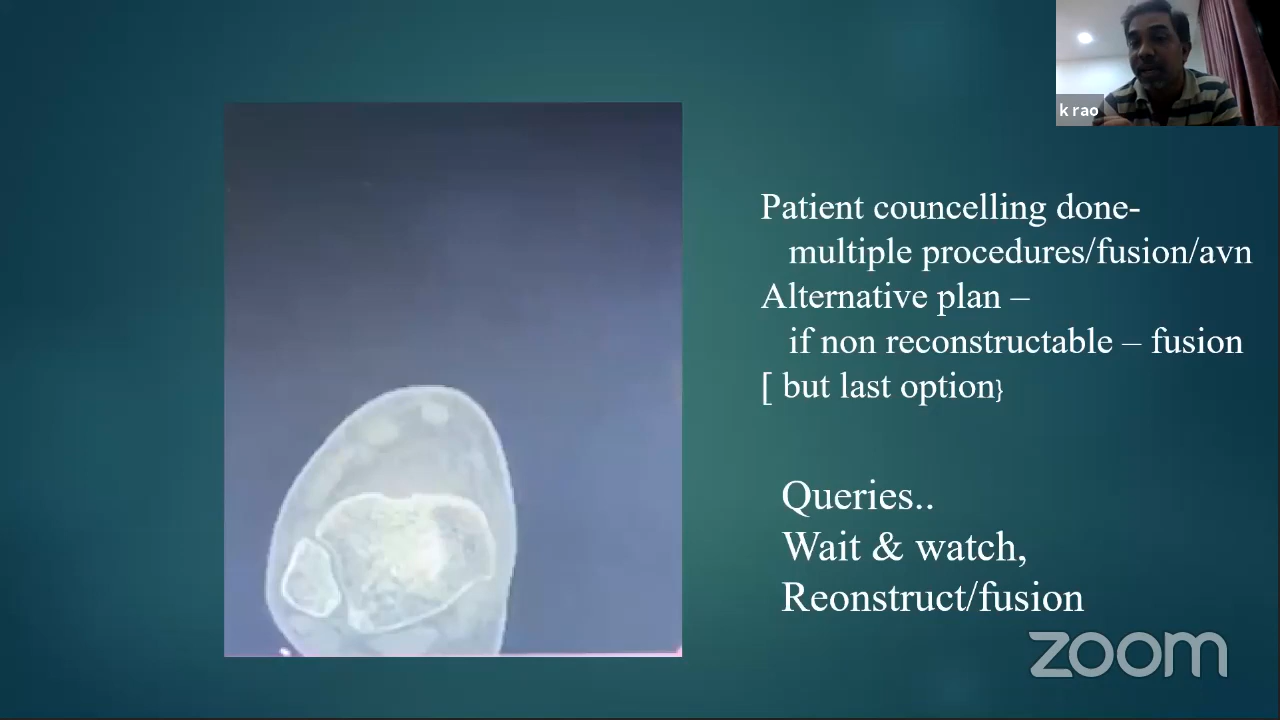 k rao
Patient councelling done-
multiple procedures/fusion/avn
Alternative plan –
if non reconstructable – fusion
[ but last option}
Queries..
Wait & watch,
Reonstruct/fusion
zoom